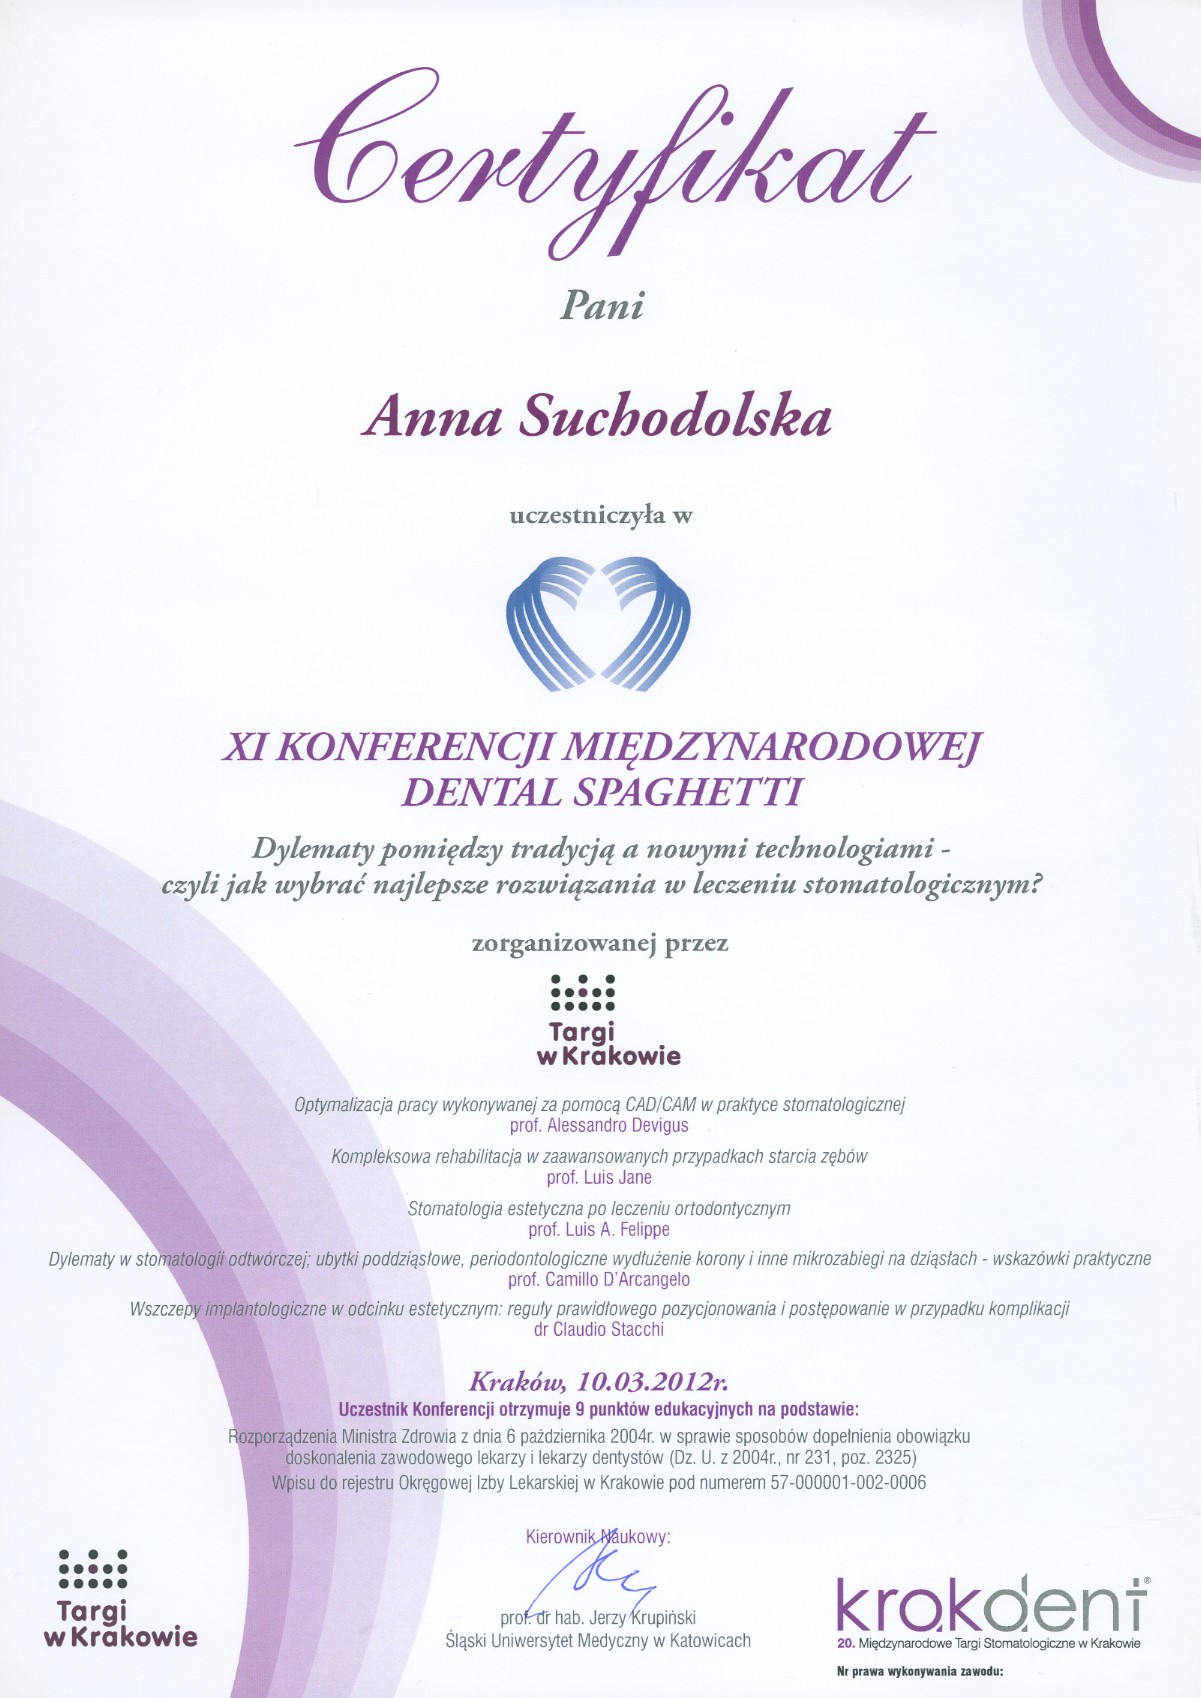 Certyfikat
Pani
Anna Suchodolska
uczestniczyła w
XI KONFERENCJI MIĘDZYNARODOWEJ
DENTAL SPAGHETTI
Dylematy pomiędzy tradycją a nowymi technologiami -
czyli jak wybrać najlepsze rozwiązania w leczeniu stomatologicznym?
zorganizowanej przez
Targi
w Krakowie
Optymalizacja pracy wykonywanej za pomocą CAD/CAM w praktyce stomatologicznej
prof. Alessandro Devigus
Kompleksowa rehabilitacja w zaawansowanych przypadkach starcia zębów
prof. Luis Jane
Stomatologia estetyczna po leczeniu ortodontycznym
prof. Luis A. Felippe
Dylematy w stomatologii odtwórczej; ubytki poddziąsłowe, periodontologiczne wydłużenie korony i inne mikrozabiegi na dziąsłach - wskazówki praktyczne
prof. Camillo D'Arcangelo
Wszczepy implantologiczne w odcinku estetycznym: reguły prawidłowego pozycjonowania i postępowanie w przypadku komplikacji
dr Claudio Stacchi
Kraków, 10.03.2012r.
Uczestnik Konferencji otrzymuje 9 punktów edukacyjnych na podstawie:
Rozporządzenia Ministra Zdrowia z dnia 6 października 2004r. w sprawie sposobów dopełnienia obowiązku
doskonalenia zawodowego lekarzy i lekarzy dentystów (Dz. U. z 2004r., nr 231, poz. 2325)
Wpisu do rejestru Okręgowej Izby Lekarskiej w Krakowie pod numerem 57-000001-002-0006
Kierownik Naukowy:
prof. dr hab. Jerzy Krupiński
Śląski Uniwersytet Medyczny w Katowicach
Targi
w Krakowie
krakdent®
20. Międzynarodowe Targi Stomatologiczne w Krakowie
Nr prawa wykonywania zawodu: